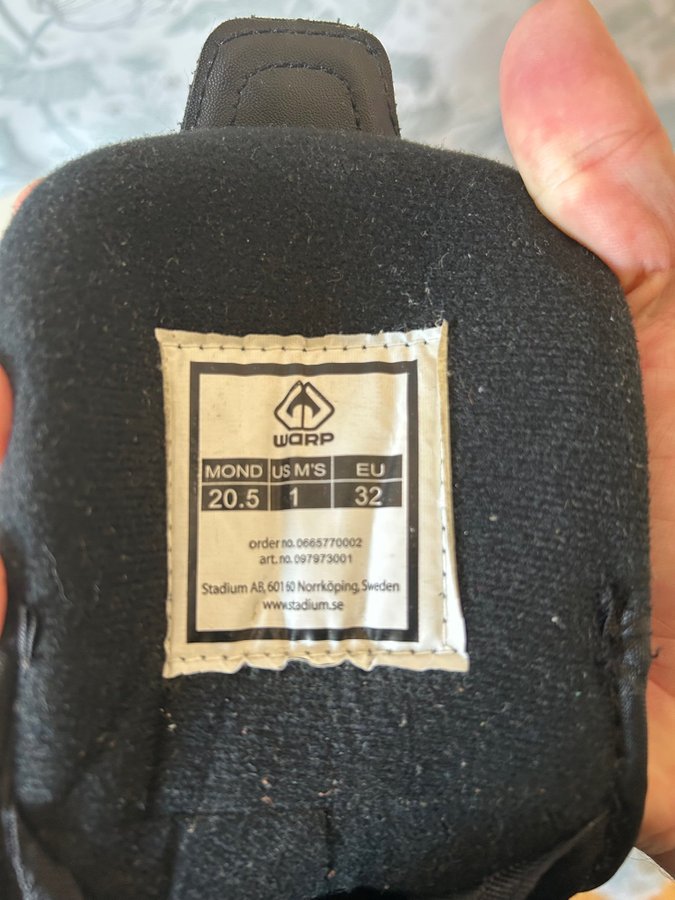 WARP
MOND US M'S EU
20.5 1 32
order no. 0665770002
art.no. 097973001
Stadium AB, 60160 Norrköping, Sweden
www.stadium.se